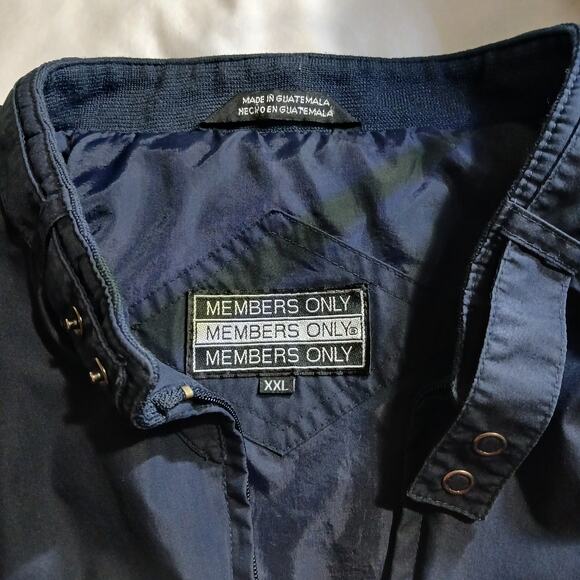 MADE IN GUATEMALA
HECHO EN GUATEMALA
MEMBERS ONLY
MEMBERS ONLY®
MEMBERS ONLY
XXL